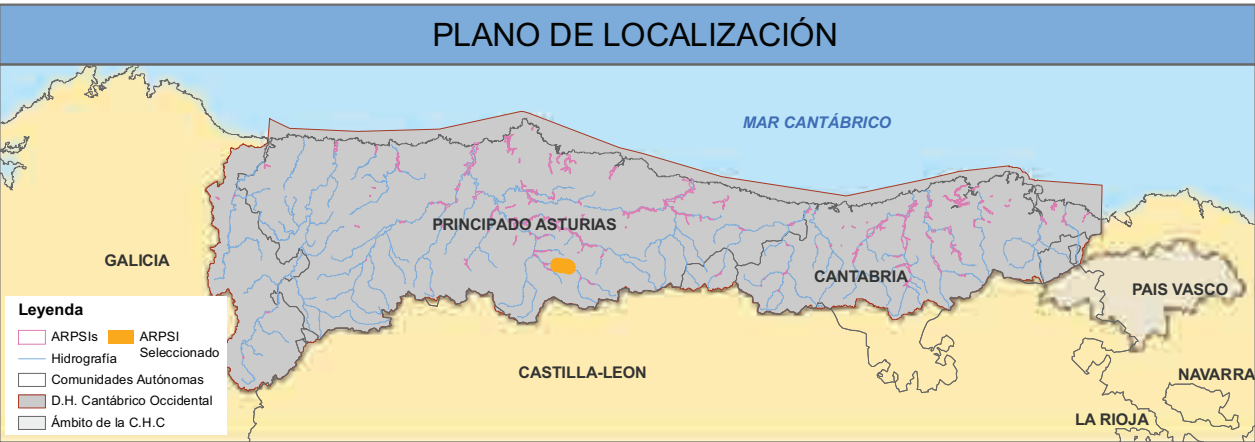 PLANO DE LOCALIZACIÓN
MAR CANTÁBRICO
PRINCIPADO ASTURIAS
GALICIA
CANTABRIA
PAIS VASCO
CASTILLA-LEON
NAVARRA
LA RIOJA
Leyenda
ARPSIs
ARPSI
Seleccionado
Hidrografía
Comunidades Autónomas
D.H. Cantábrico Occidental
Ámbito de la C.H.C